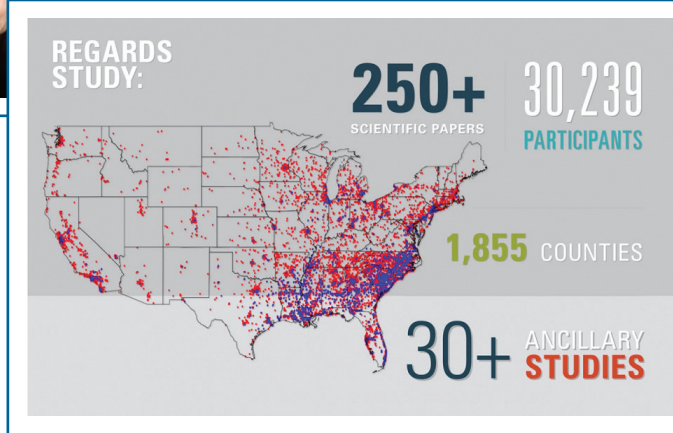 REGARDS
STUDY:
250+
SCIENTIFIC PAPERS
30,239
PARTICIPANTS
1,855 COUNTIES
30+ ANCILLARY
STUDIES